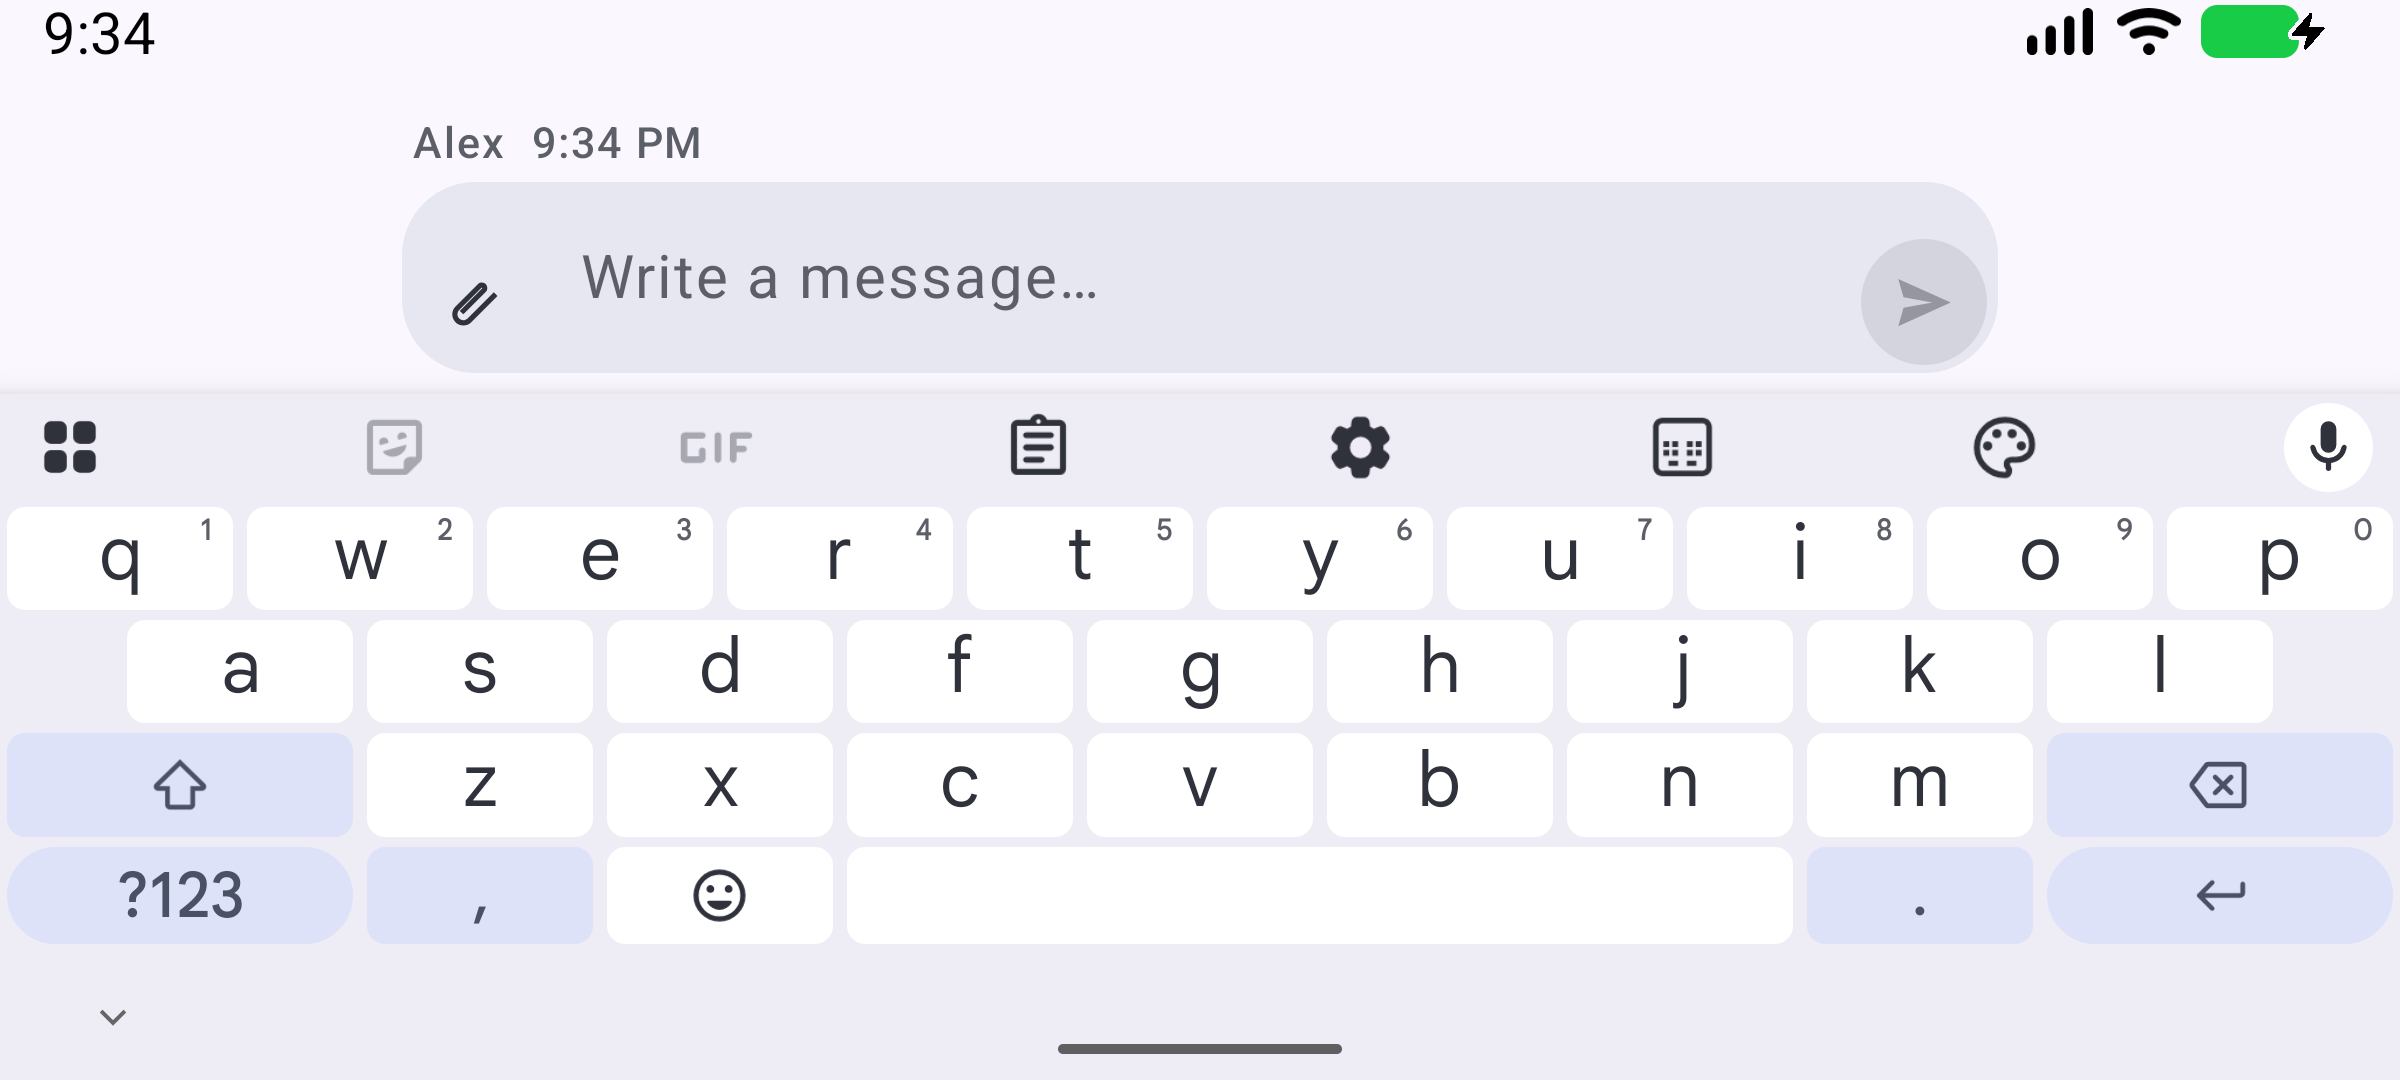 9:34
Alex 9:34 PM
Write a message…
GIF
q 1 w 2 e 3 r 4 t 5 y 6 u 7 i 8 o 9 p 0
a s d f g h j k l
z x c v b n m
?123 , .